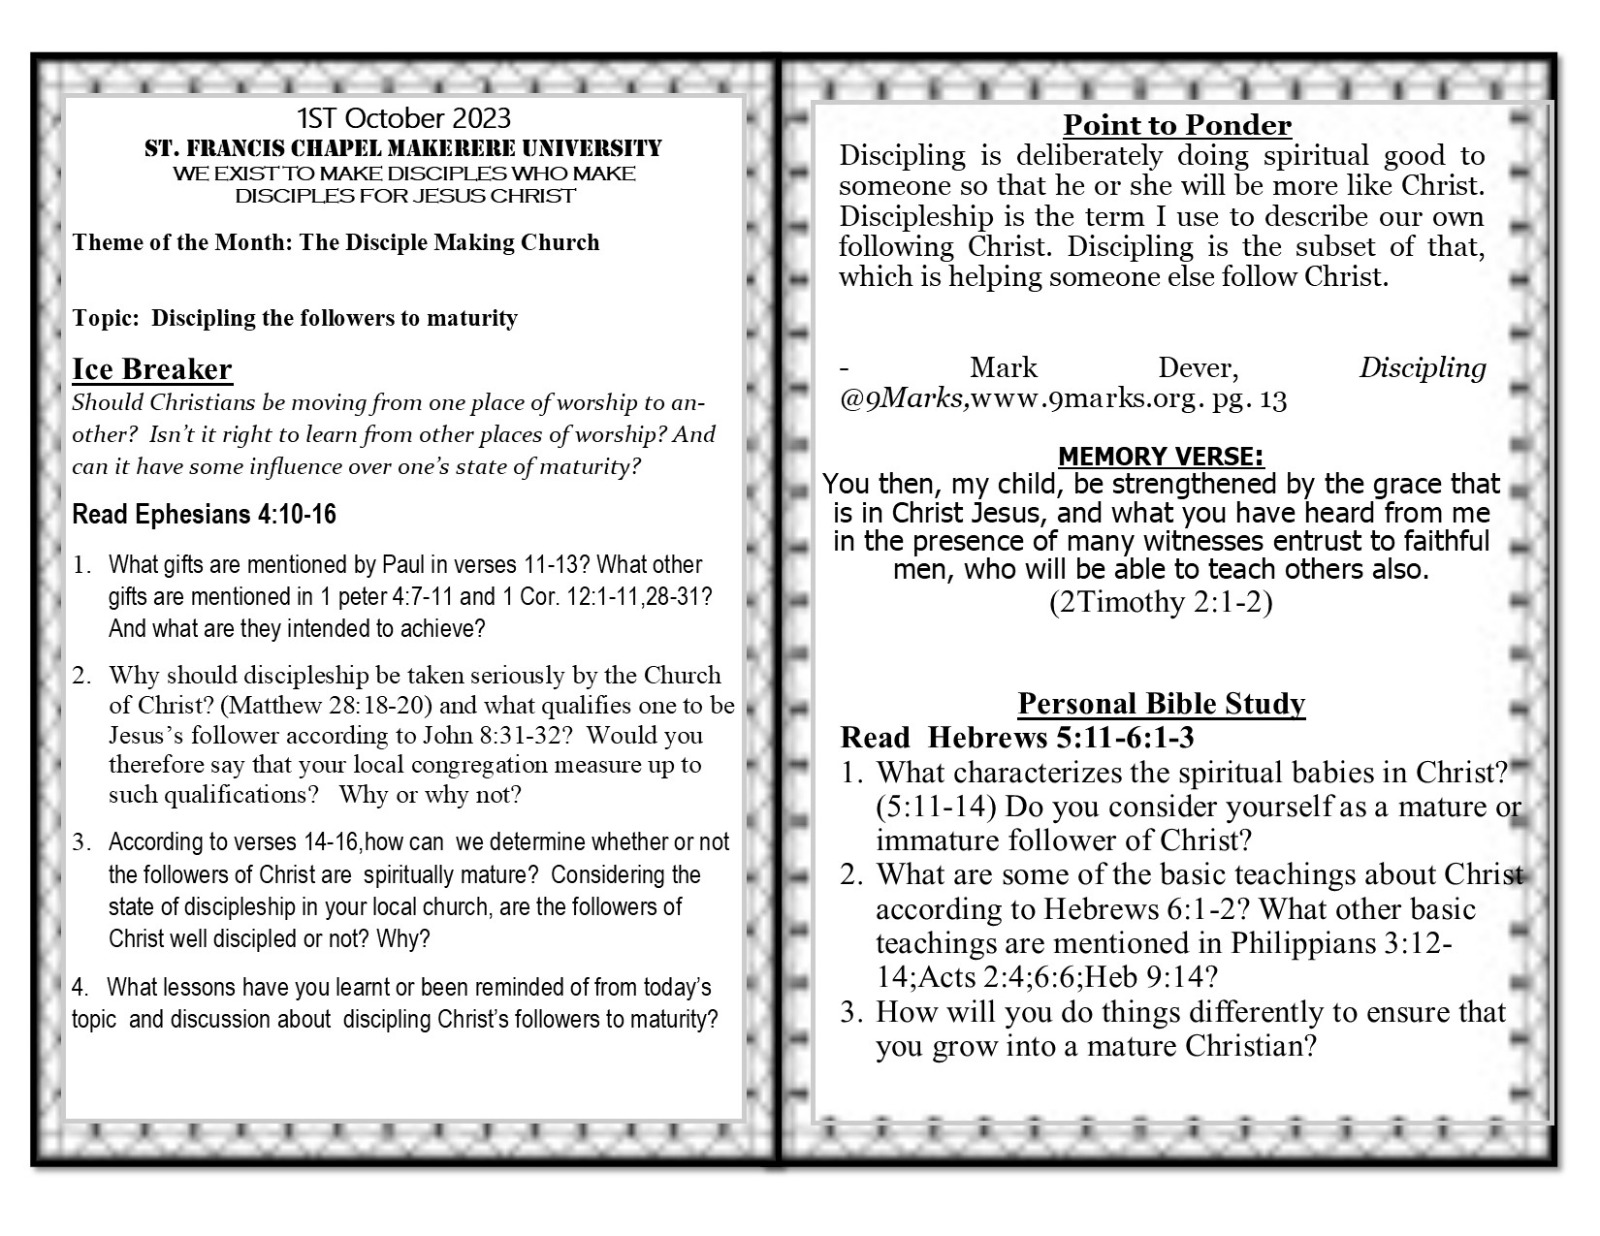 1ST October 2023
ST. FRANCIS CHAPEL MAKERERE UNIVERSITY
WE EXIST TO MAKE DISCIPLES WHO MAKE
DISCIPLES FOR JESUS CHRIST
Theme of the Month: The Disciple Making Church
Topic:  Discipling the followers to maturity
Ice Breaker
Should Christians be moving from one place of worship to an-
other?  Isn't it right to learn from other places of worship? And
can it have some influence over one's state of maturity?
Read Ephesians 4:10-16
1. What gifts are mentioned by Paul in verses 11-13? What other
gifts are mentioned in 1 peter 4:7-11 and 1 Cor. 12:1-11,28-31?
And what are they intended to achieve?
2. Why should discipleship be taken seriously by the Church
of Christ? (Matthew 28:18-20) and what qualifies one to be
Jesus's follower according to John 8:31-32?  Would you
therefore say that your local congregation measure up to
such qualifications?   Why or why not?
3. According to verses 14-16,how can  we determine whether or not
the followers of Christ are  spiritually mature?  Considering the
state of discipleship in your local church, are the followers of
Christ well discipled or not? Why?
4. What lessons have you learnt or been reminded of from today's
topic  and discussion about  discipling Christ's followers to maturity?
Point to Ponder
Discipling is deliberately doing spiritual good to
someone so that he or she will be more like Christ.
Discipleship is the term I use to describe our own
following Christ. Discipling is the subset of that,
which is helping someone else follow Christ.
- Mark Dever, Discipling
@9Marks,www.9marks.org. pg. 13
MEMORY VERSE:
You then, my child, be strengthened by the grace that
is in Christ Jesus, and what you have heard from me
in the presence of many witnesses entrust to faithful
men, who will be able to teach others also.
(2Timothy 2:1-2)
Personal Bible Study
Read  Hebrews 5:11-6:1-3
1. What characterizes the spiritual babies in Christ?
(5:11-14) Do you consider yourself as a mature or
immature follower of Christ?
2. What are some of the basic teachings about Christ
according to Hebrews 6:1-2? What other basic
teachings are mentioned in Philippians 3:12-
14;Acts 2:4;6:6;Heb 9:14?
3. How will you do things differently to ensure that
you grow into a mature Christian?